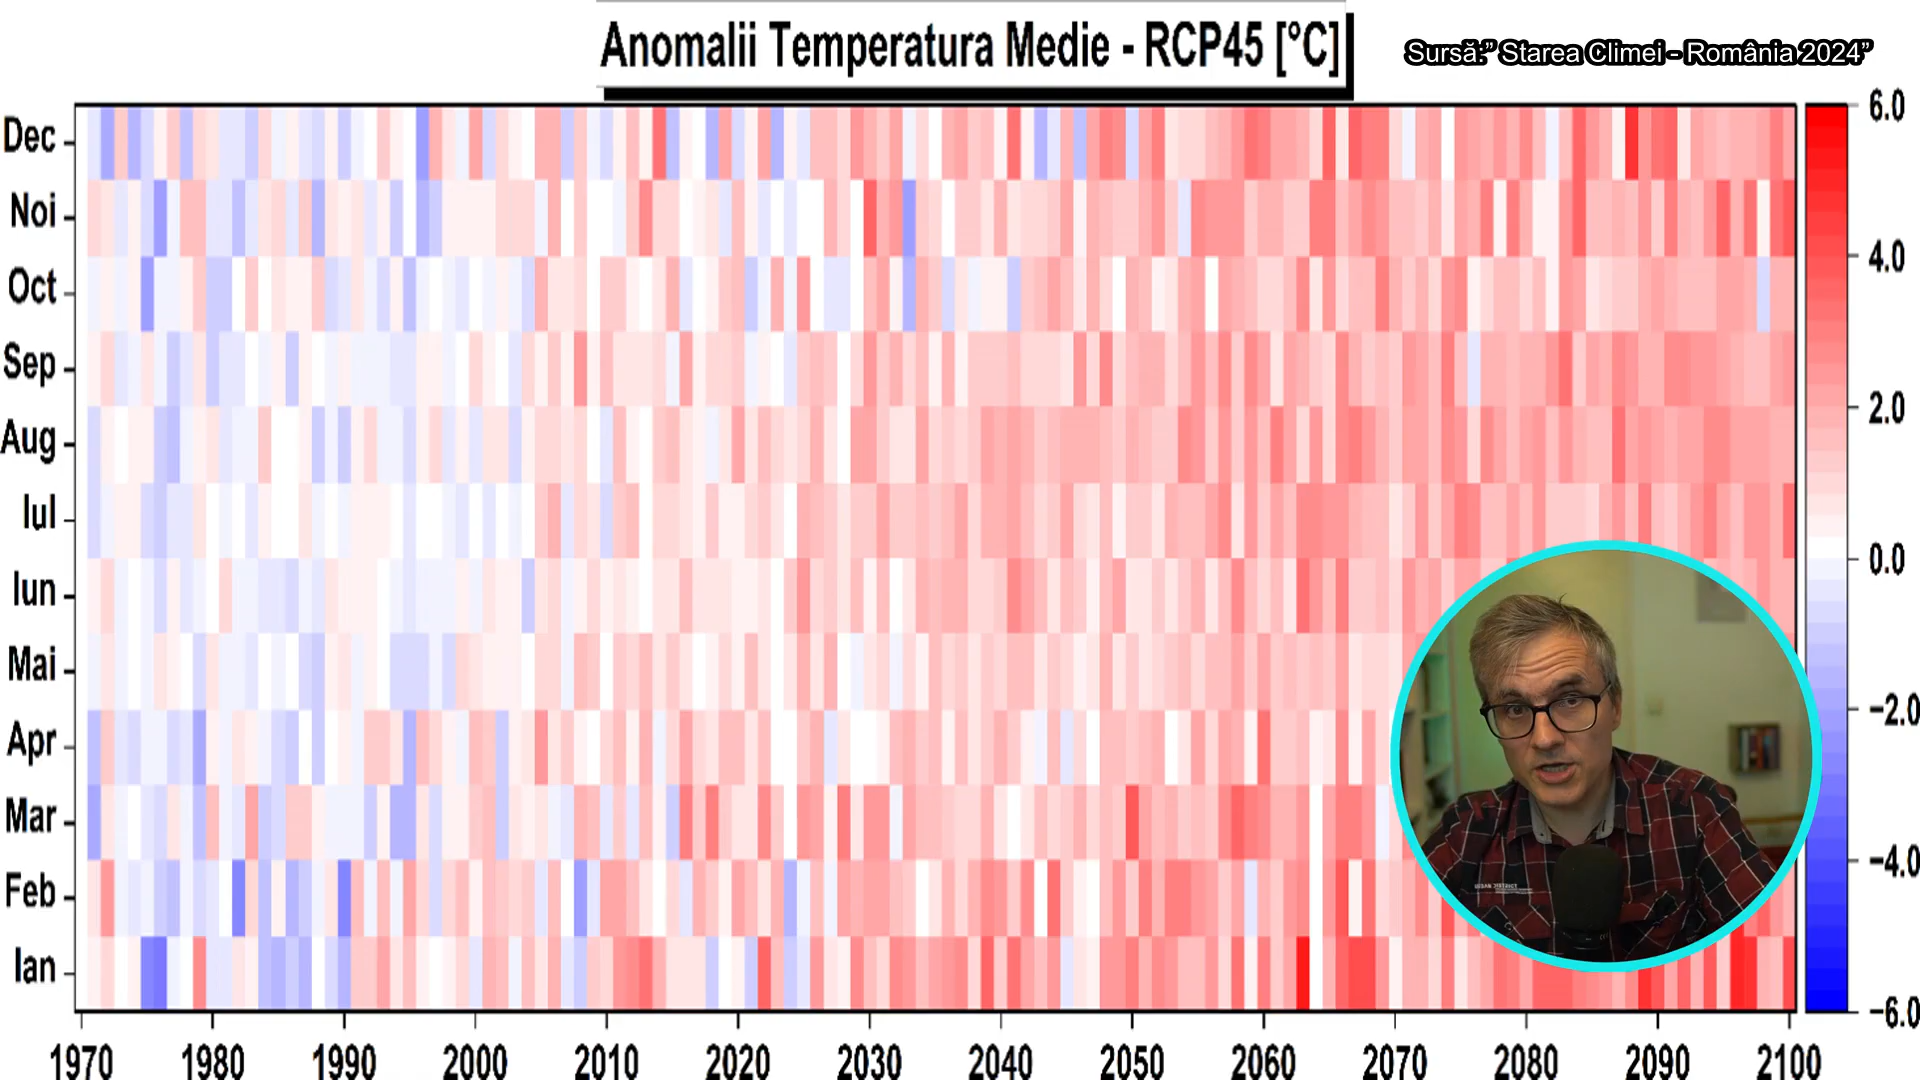 Anomalii Temperatura Medie - RCP45 [°C]
Sursă:” Starea Climei - România 2024”
Dec
Noi
Oct
Sep
Aug
Iul
Iun
Mai
Apr
Mar
Feb
Ian
1970 1980 1990 2000 2010 2020 2030 2040 2050 2060 2070 2080 2090 2100
6.0
4.0
2.0
0.0
−2.0
−4.0
−6.0